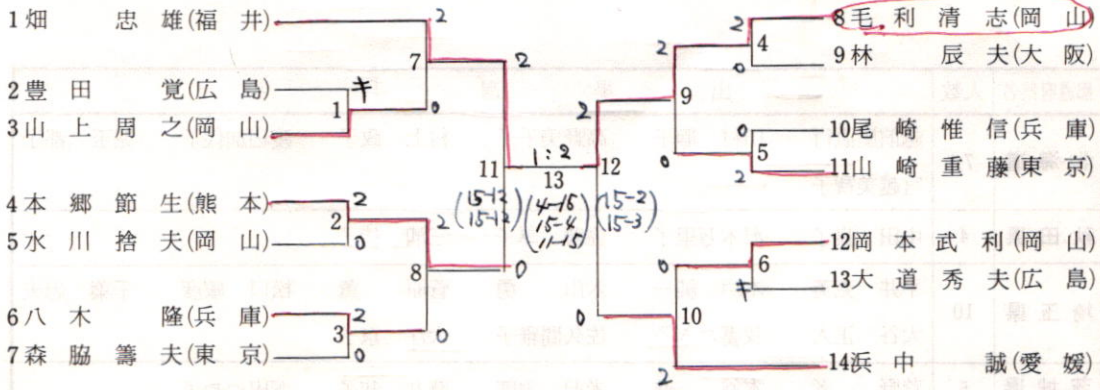 1畑 忠雄(福井)
2豊田 覚(広島)
3山上周之(岡山)
4本郷節生(熊本)
5水川捨夫(岡山)
6八木 隆(兵庫)
7森脇籌夫(東京)
キ
1
2
0
2
2
0
3
2
7
0
2
8
0
2
0
11
1:2
13
12
(15-12 15-12)
(4-15 15-4 11-15)
(15-2 15-3)
2
0
2
9
0
0
10
2
2
4
0
0
5
2
6
キ
8毛利清志(岡山)
9林 辰夫(大阪)
10尾崎惟信(兵庫)
11山崎重藤(東京)
12岡本武利(岡山)
13大道秀夫(広島)
14浜中 誠(愛媛)